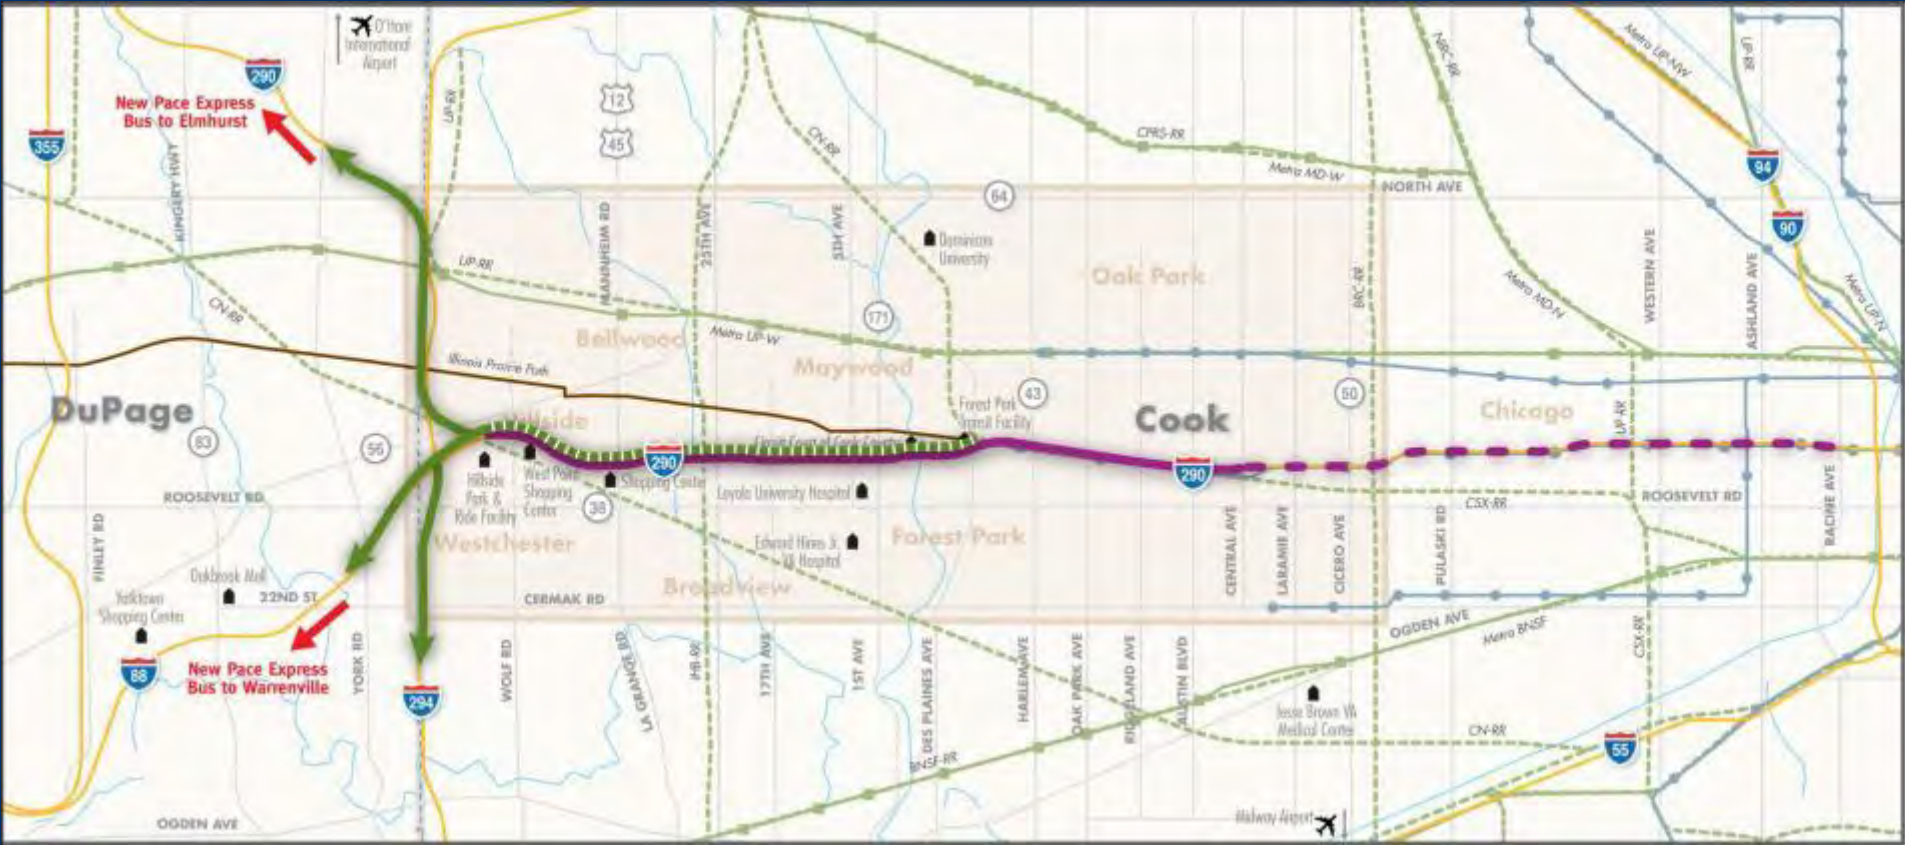 O'Hare
International
Airport
290
New Pace Express
Bus to Elmhurst
355
KINGERY HWY
UP-RR
12
45
CN-RR
CPRS-RR
Metra MD-W
NORTH AVE
NIRC-RR
Metra UP-NW
UP-RR
94
90
64
MANNHEIM RD
25TH AVE
5TH AVE
Dominican
University
Oak Park
BRC-RR
WESTERN AVE
ASHLAND AVE
Metra UP-N
Metra MD-N
UP-RR
CN-RR
171
Bellwood
Metra UP-W
Maywood
Illinois Prairie Path
DuPage
83
56
Hillside
Forest Park
Transit Facility
43
Cook
50
Chicago
UP-RR
290
290
Shopping Center
Hillside
Park &
Ride Facility
West Point
Shopping
Center
38
Loyola University Hospital
ROOSEVELT RD
CSX-RR
ROOSEVELT RD
RACINE AVE
FINLEY RD
Westchester
Edward Hines Jr.
VA Hospital
Forest Park
CENTRAL AVE
LARAMIE AVE
CICERO AVE
PULASKI RD
Oakbrook Mall
22ND ST
Yorktown
Shopping Center
Broadview
CERMAK RD
OGDEN AVE
Metra BNSF
CSX-RR
88
New Pace Express
Bus to Warrenville
YORK RD
294
WOLF RD
LA GRANGE RD
IHB-RR
17TH AVE
1ST AVE
DES PLAINES AVE
HARLEM AVE
OAK PARK AVE
RIDGELAND AVE
AUSTIN BLVD
Jesse Brown VA
Medical Center
CN-RR
55
BNSF-RR
OGDEN AVE
Midway Airport